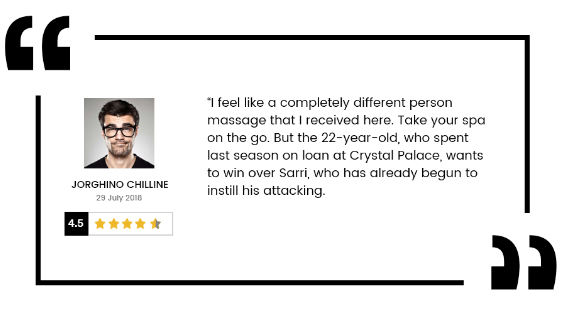 “I feel like a completely different person
massage that I received here. Take your spa
on the go. But the 22-year-old, who spent
last season on loan at Crystal Palace, wants
to win over Sarri, who has already begun to
instill his attacking.
JORGHINO CHILLINE
29 July 2018
4.5